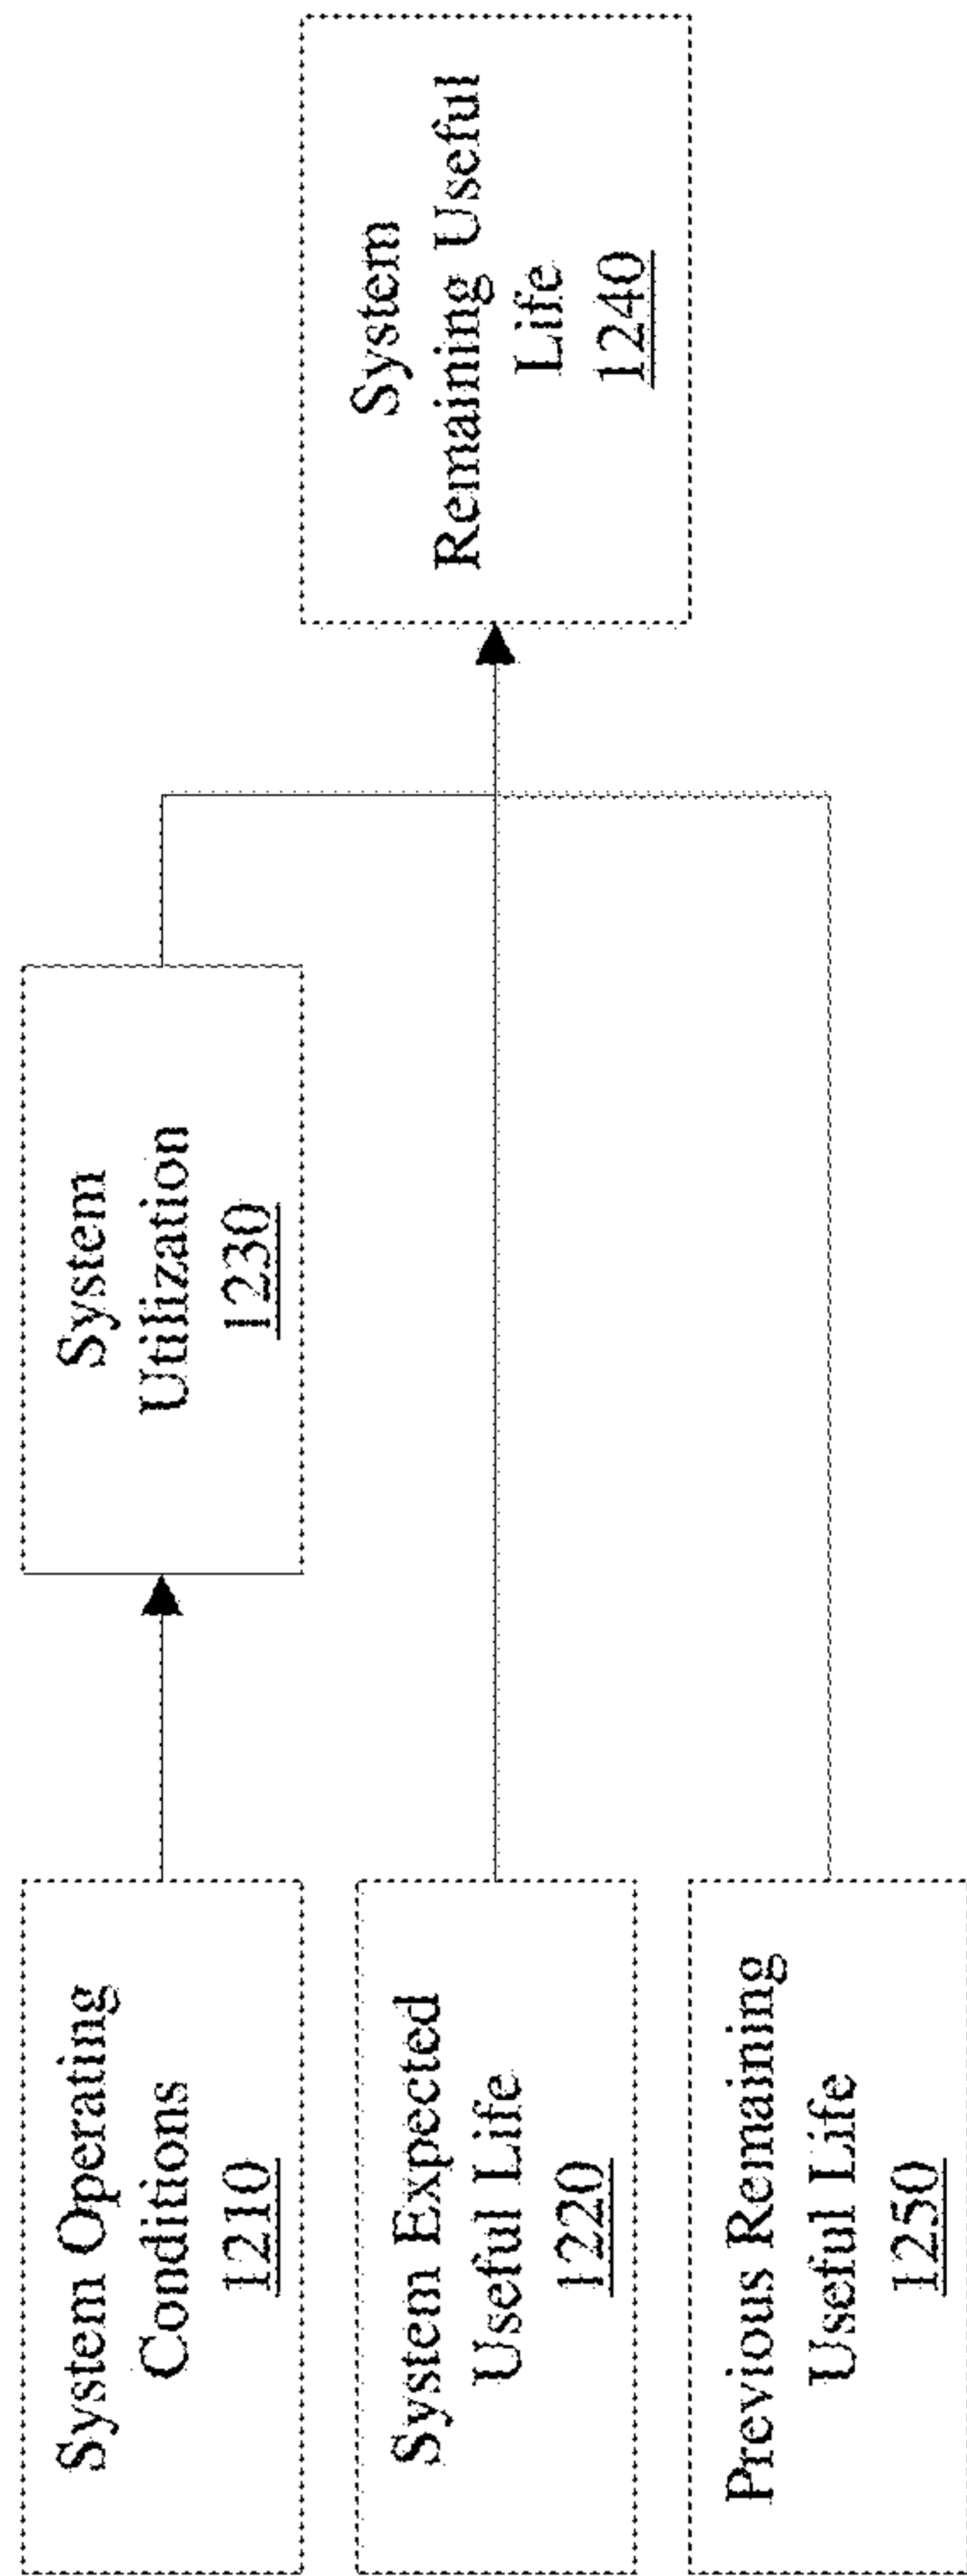 System Operating
Conditions
1210
System
Utilization
1230
System Expected
Useful Life
1220
System
Remaining Useful
Life
1240
Previous Remaining
Useful Life
1250